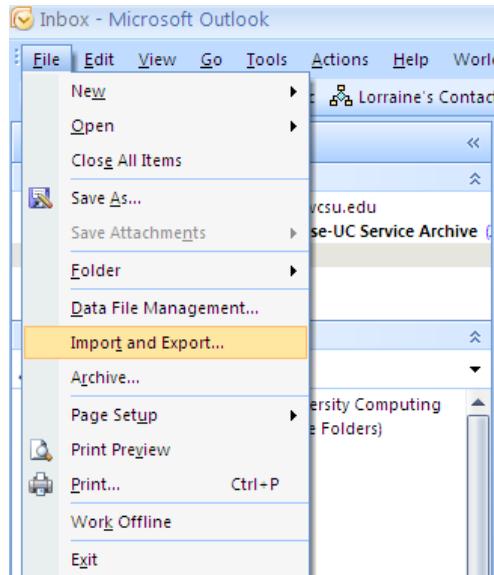 Inbox - Microsoft Outlook
File Edit View Go Tools Actions Help
New
Lorraine's Contac
Open
Close All Items
Save As...
vcsu.edu
Save Attachments
se-UC Service Archive (
Folder
Data File Management...
Import and Export...
Archive...
Page Setup
ersity Computing
e Folders)
Print Preview
Print... Ctrl+P
Work Offline
Exit